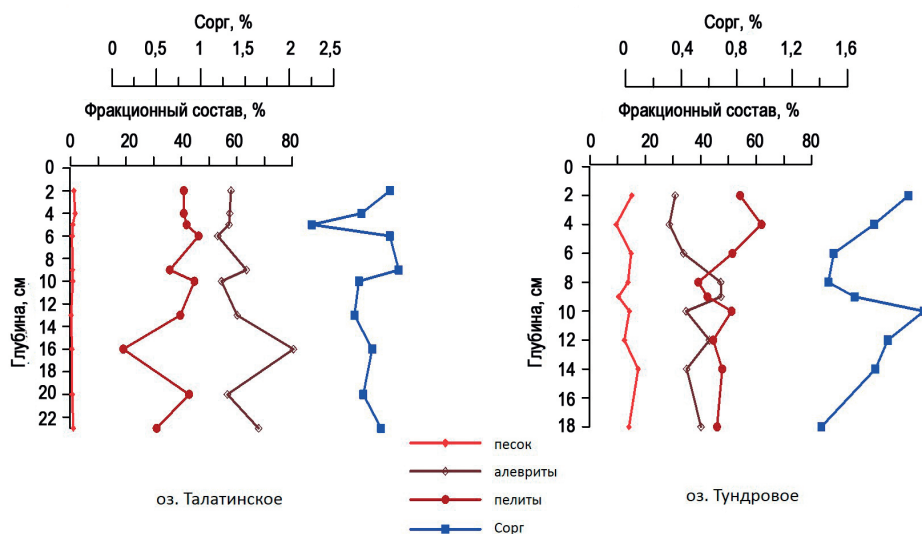 Сорг, %
0 0,5 1 1,5 2 2,5
Фракционный состав, %
0 20 40 60 80
Глубина, см
0
2
4
6
8
10
12
14
16
18
20
22
оз. Талатинское
Сорг, %
0 0,4 0,8 1,2 1,6
Фракционный состав, %
0 20 40 60 80
Глубина, см
0
2
4
6
8
10
12
14
16
18
оз. Тундровое
песок
алевриты
пелиты
Сорг